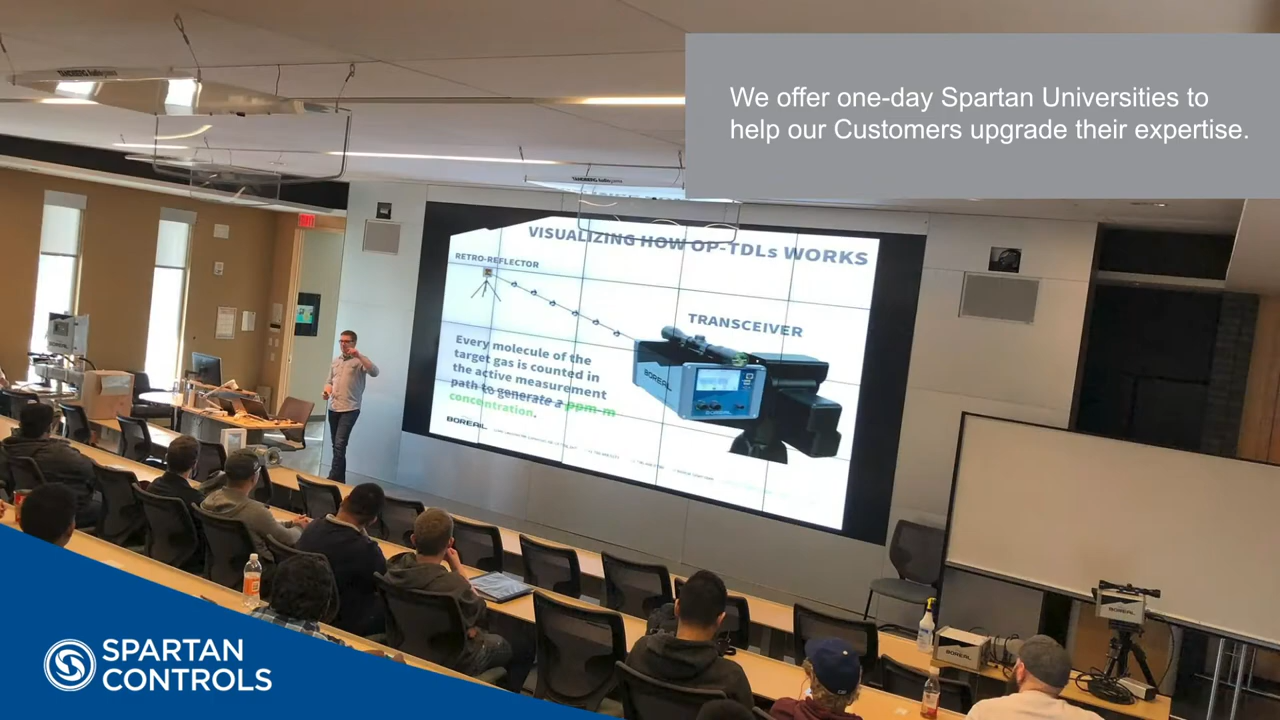 We offer one-day Spartan Universities to
help our Customers upgrade their expertise.
VISUALIZING HOW OP-TDLs WORKS
RETRO-REFLECTOR
TRANSCEIVER
BOREAL
Every molecule of the
target gas is counted in
the active measurement
path to generate a ppm-m
concentration.
BOREAL
BOREAL
BOREAL
SPARTAN
CONTROLS